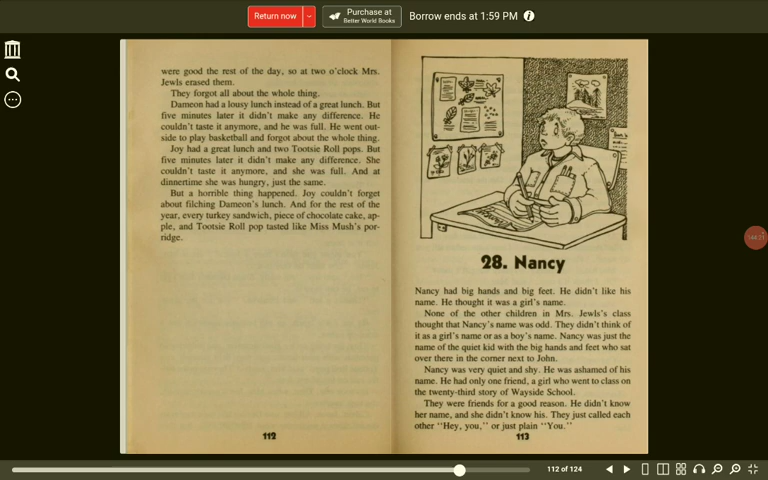 Return now
Purchase at
Better World Books
Borrow ends at 1:59 PM
were good the rest of the day, so at two o'clock Mrs.
Jewls erased them.
They forgot all about the whole thing.
Dameon had a lousy lunch instead of a great lunch. But
five minutes later it didn't make any difference. He
couldn't taste it anymore, and he was full. He went out-
side to play basketball and forgot about the whole thing.
Joy had a great lunch and two Tootsie Roll pops. But
five minutes later it didn't make any difference. She
couldn't taste it anymore, and she was full. And at
dinnertime she was hungry, just the same.
But a horrible thing happened. Joy couldn't forget
about filching Dameon's lunch. And for the rest of the
year, every turkey sandwich, piece of chocolate cake, ap-
ple, and Tootsie Roll pop tasted like Miss Mush's por-
ridge.
112
28. Nancy
Nancy had big hands and big feet. He didn't like his
name. He thought it was a girl's name.
None of the other children in Mrs. Jewls's class
thought that Nancy's name was odd. They didn't think of
it as a girl's name or as a boy's name. Nancy was just the
name of the quiet kid with the big hands and feet who sat
over there in the corner next to John.
Nancy was very quiet and shy. He was ashamed of his
name. He had only one friend, a girl who went to class on
the twenty-third story of Wayside School.
They were friends for a good reason. He didn't know
her name, and she didn't know his. They just called each
other "Hey, you," or just plain "You."
113
112 of 124